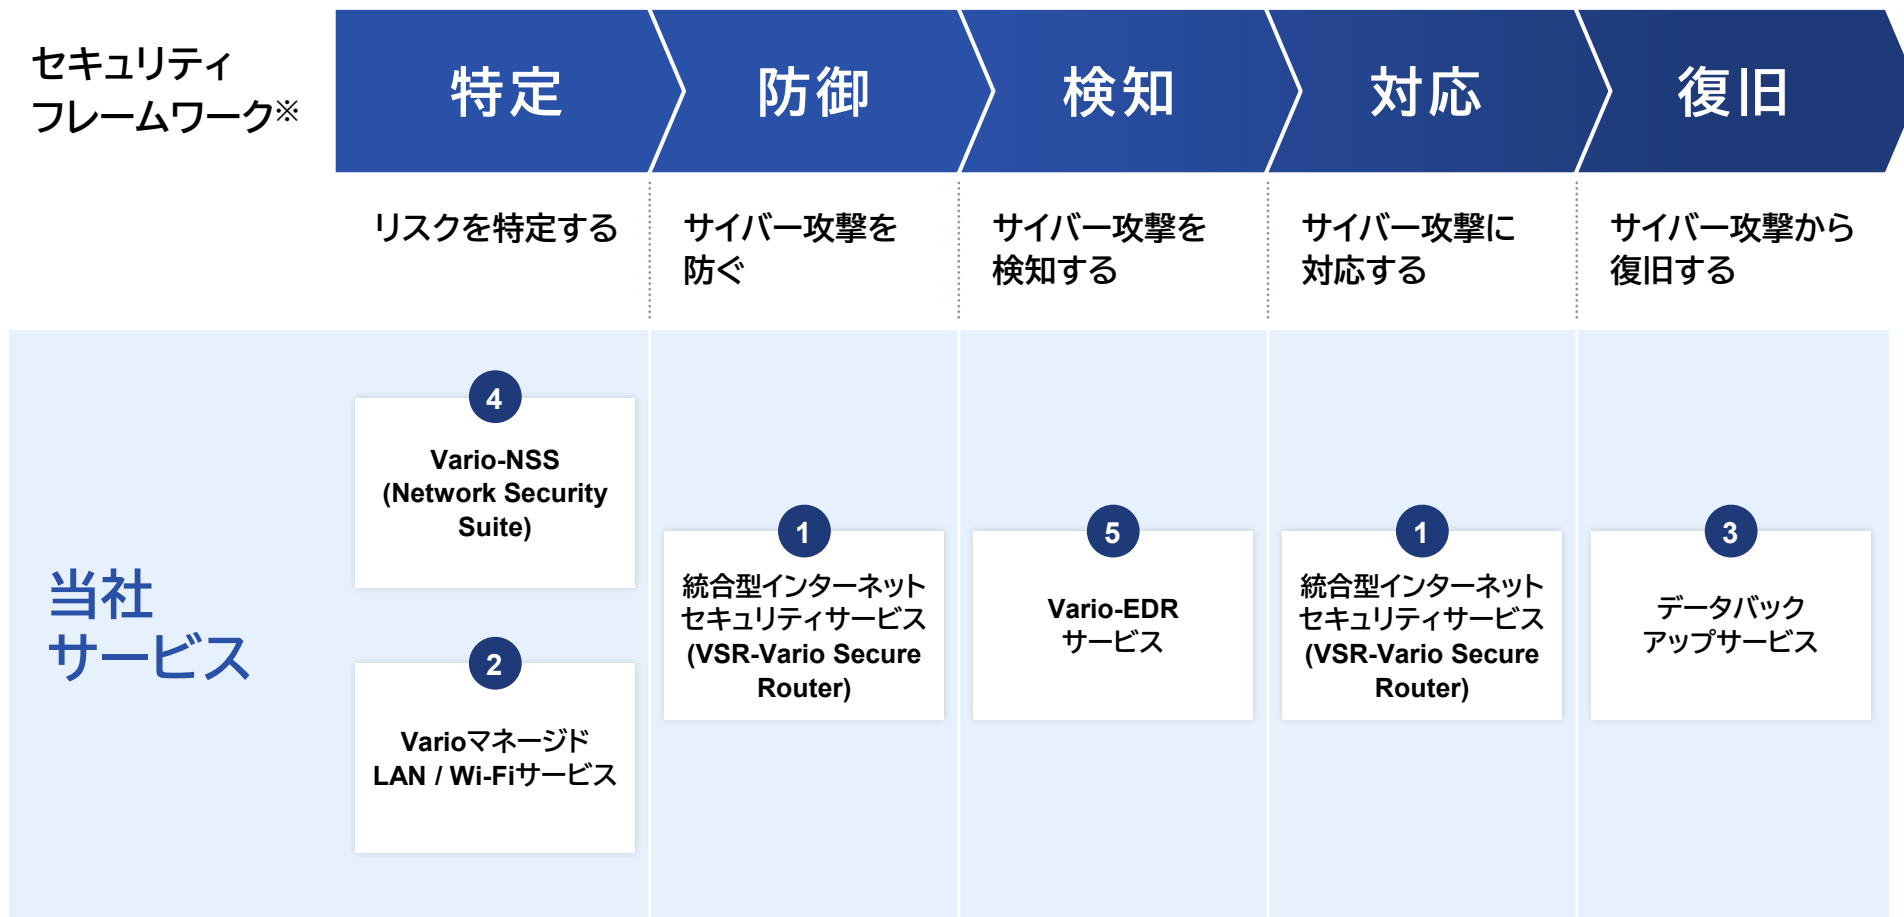 セキュリティ
フレームワーク※
特定
防御
検知
対応
復旧
リスクを特定する
サイバー攻撃を
防ぐ
サイバー攻撃を
検知する
サイバー攻撃に
対応する
サイバー攻撃から
復旧する
当社
サービス
4
Vario-NSS
(Network Security
Suite)
2
Varioマネージド
LAN / Wi-Fiサービス
1
統合型インターネット
セキュリティサービス
(VSR-Vario Secure
Router)
5
Vario-EDR
サービス
1
統合型インターネット
セキュリティサービス
(VSR-Vario Secure
Router)
3
データバック
アップサービス